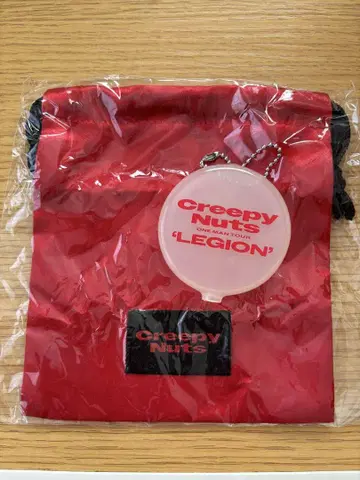 Creepy
Nuts
ONE MAN TOUR
'LEGION'
Creepy
Nuts